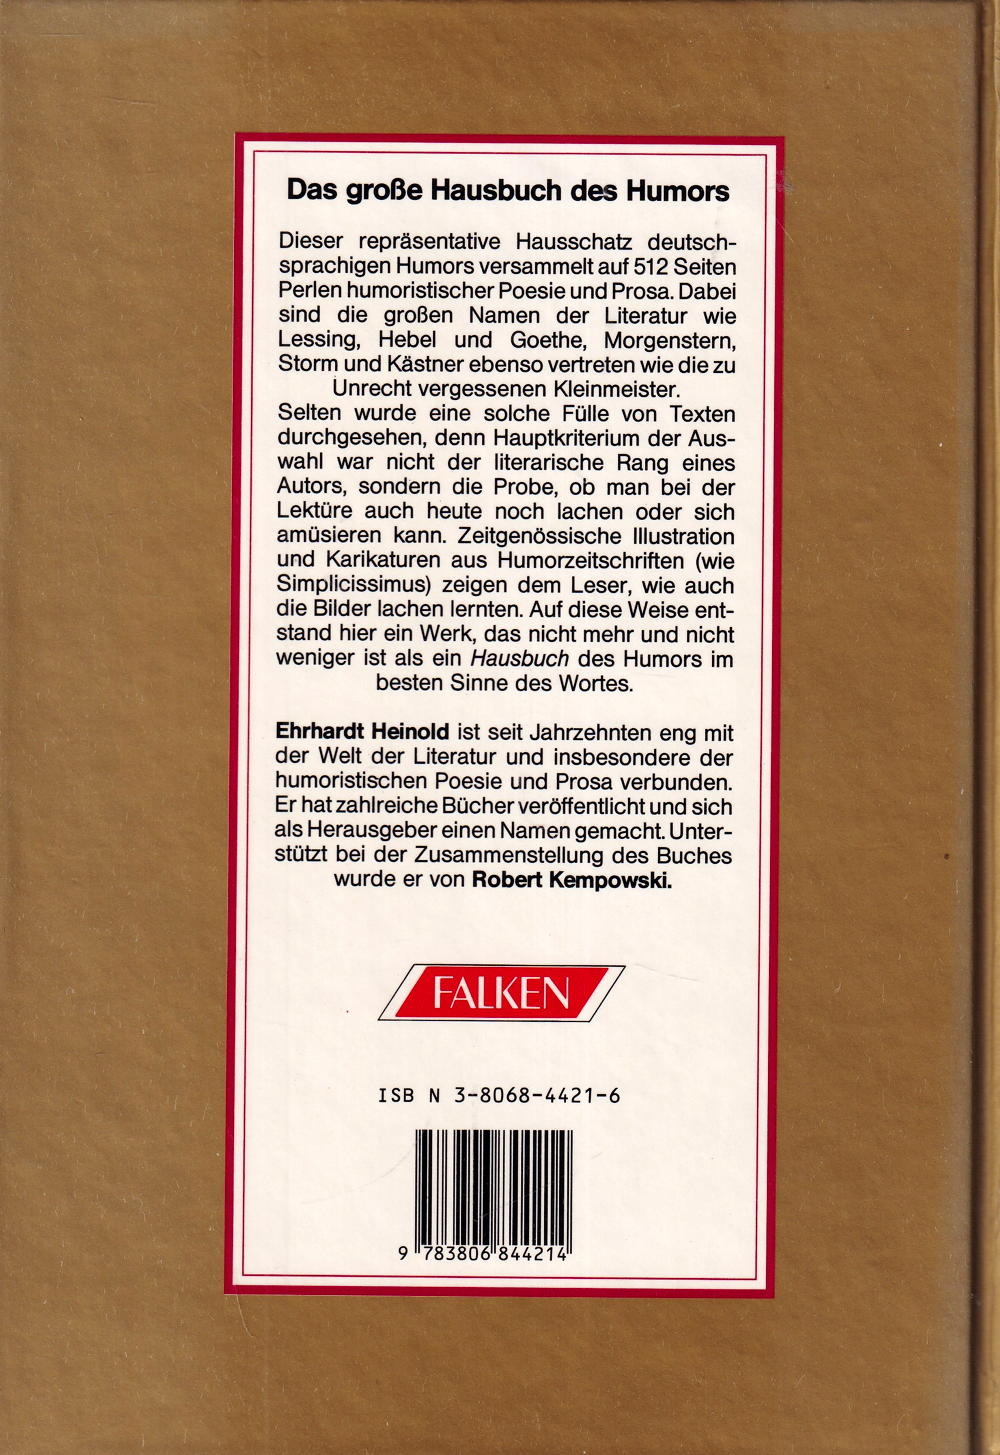 Das große Hausbuch des Humors
Dieser repräsentative Hausschatz deutsch-
sprachigen Humors versammelt auf 512 Seiten
Perlen humoristischer Poesie und Prosa. Dabei
sind die großen Namen der Literatur wie
Lessing, Hebel und Goethe, Morgenstern,
Storm und Kästner ebenso vertreten wie die zu
Unrecht vergessenen Kleinmeister.
Selten wurde eine solche Fülle von Texten
durchgesehen, denn Hauptkriterium der Aus-
wahl war nicht der literarische Rang eines
Autors, sondern die Probe, ob man bei der
Lektüre auch heute noch lachen oder sich
amüsieren kann. Zeitgenössische Illustration
und Karikaturen aus Humorzeitschriften (wie
Simplicissimus) zeigen dem Leser, wie auch
die Bilder lachen lernten. Auf diese Weise ent-
stand hier ein Werk, das nicht mehr und nicht
weniger ist als ein Hausbuch des Humors im
besten Sinne des Wortes.
Ehrhardt Heinold ist seit Jahrzehnten eng mit
der Welt der Literatur und insbesondere der
humoristischen Poesie und Prosa verbunden.
Er hat zahlreiche Bücher veröffentlicht und sich
als Herausgeber einen Namen gemacht. Unter-
stützt bei der Zusammenstellung des Buches
wurde er von Robert Kempowski.
FALKEN
ISB N 3-8068-4421-6
9 783806 844214